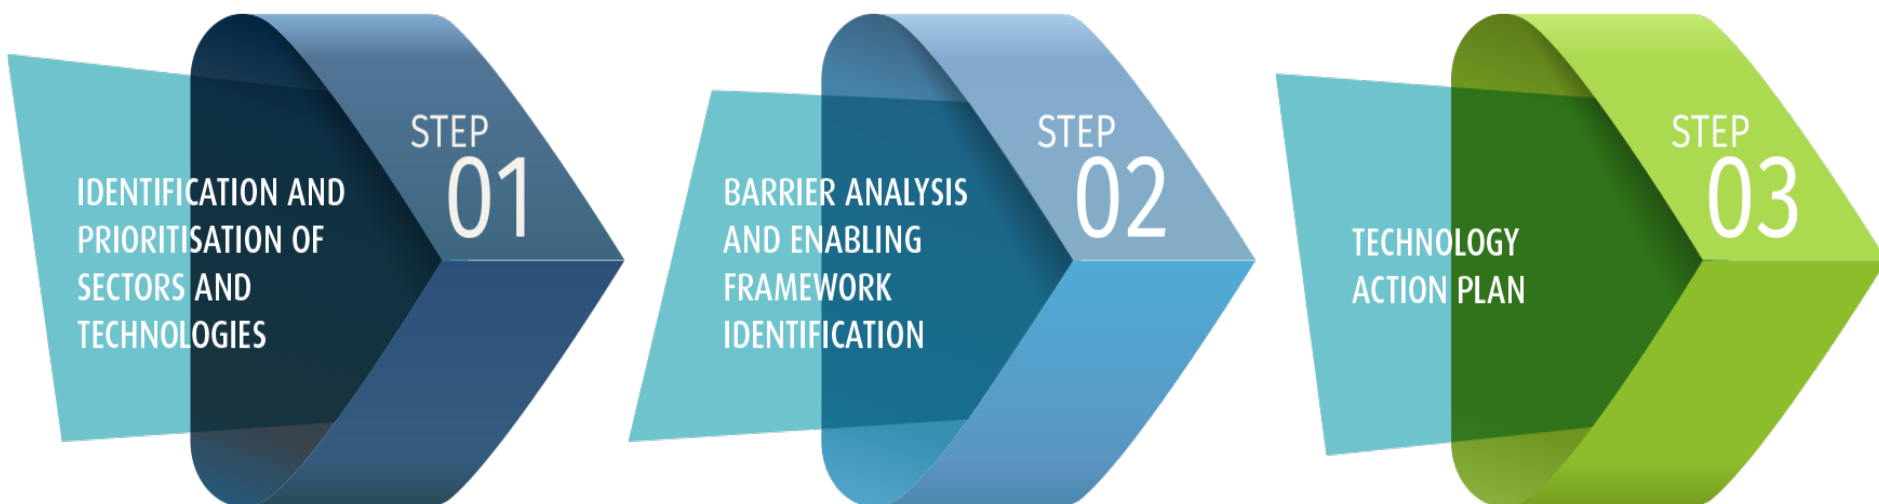 STEP
01
IDENTIFICATION AND
PRIORITISATION OF
SECTORS AND
TECHNOLOGIES
STEP
02
BARRIER ANALYSIS
AND ENABLING
FRAMEWORK
IDENTIFICATION
STEP
03
TECHNOLOGY
ACTION PLAN